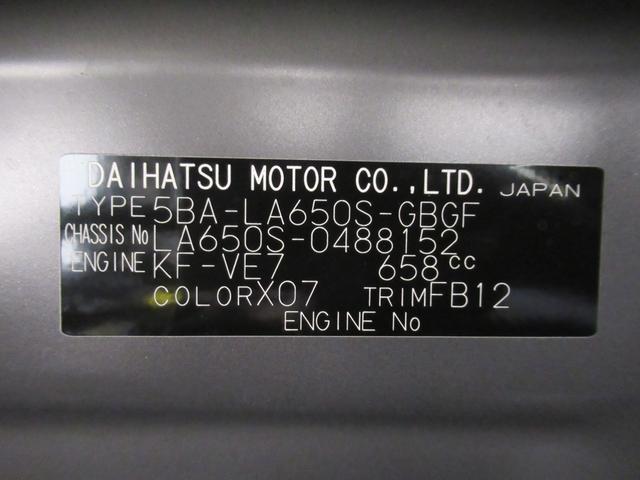 DAIHATSU MOTOR CO.,LTD. JAPAN
TYPE 5BA-LA650S-GBGF
CHASSIS No LA650S-0488152
ENGINE KF-VE7 658cc
COLOR X07 TRIM FB12
ENGINE No